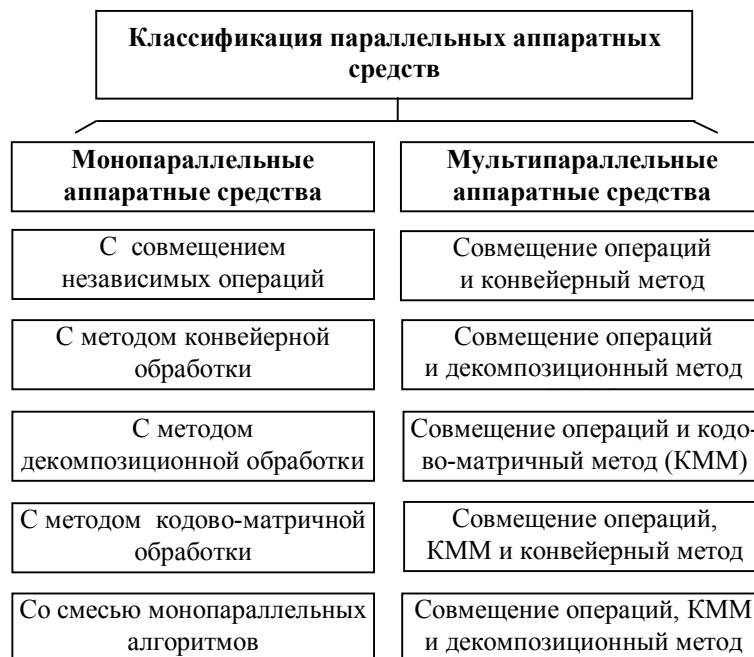 Классификация параллельных аппаратных
средств
Монопараллельные
аппаратные средства
С совмещением
независимых операций
С методом конвейерной
обработки
С методом
декомпозиционной обработки
С методом кодово-матричной
обработки
Со смесью монопараллельных
алгоритмов
Мультипараллельные
аппаратные средства
Совмещение операций
и конвейерный метод
Совмещение операций
и декомпозиционный метод
Совмещение операций и кодо-
во-матричный метод (КММ)
Совмещение операций,
КММ и конвейерный метод
Совмещение операций, КММ
и декомпозиционный метод